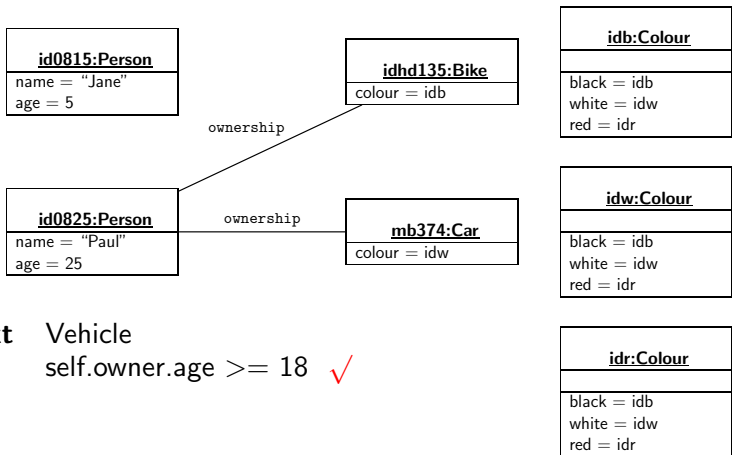 id0815:Person
name = “Jane”
age = 5
idhd135:Bike
colour = idb
idb:Colour
black = idb
white = idw
red = idr
ownership
id0825:Person
name = “Paul”
age = 25
ownership
mb374:Car
colour = idw
idw:Colour
black = idb
white = idw
red = idr
t Vehicle
self.owner.age >= 18 √
idr:Colour
black = idb
white = idw
red = idr